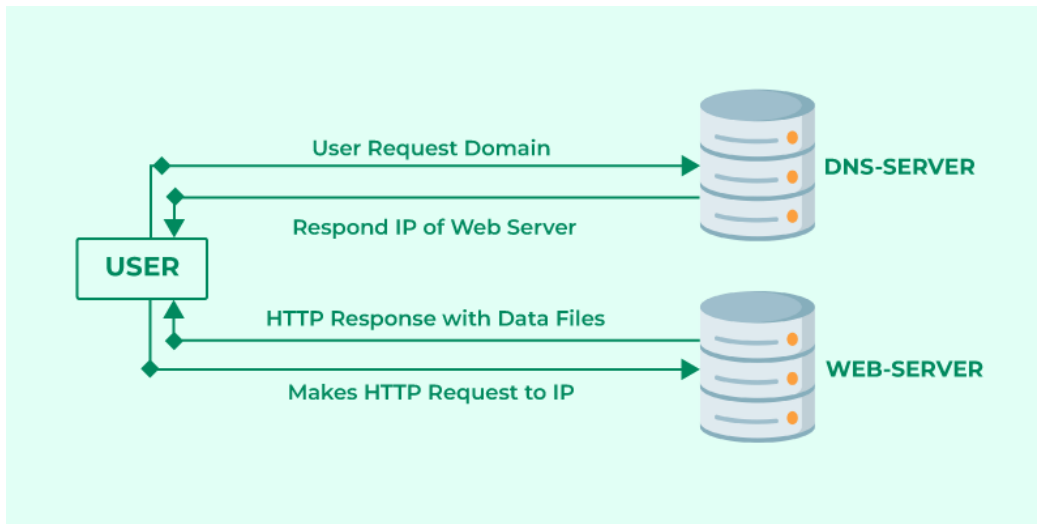 User Request Domain
DNS-SERVER
Respond IP of Web Server
USER
HTTP Response with Data Files
WEB-SERVER
Makes HTTP Request to IP